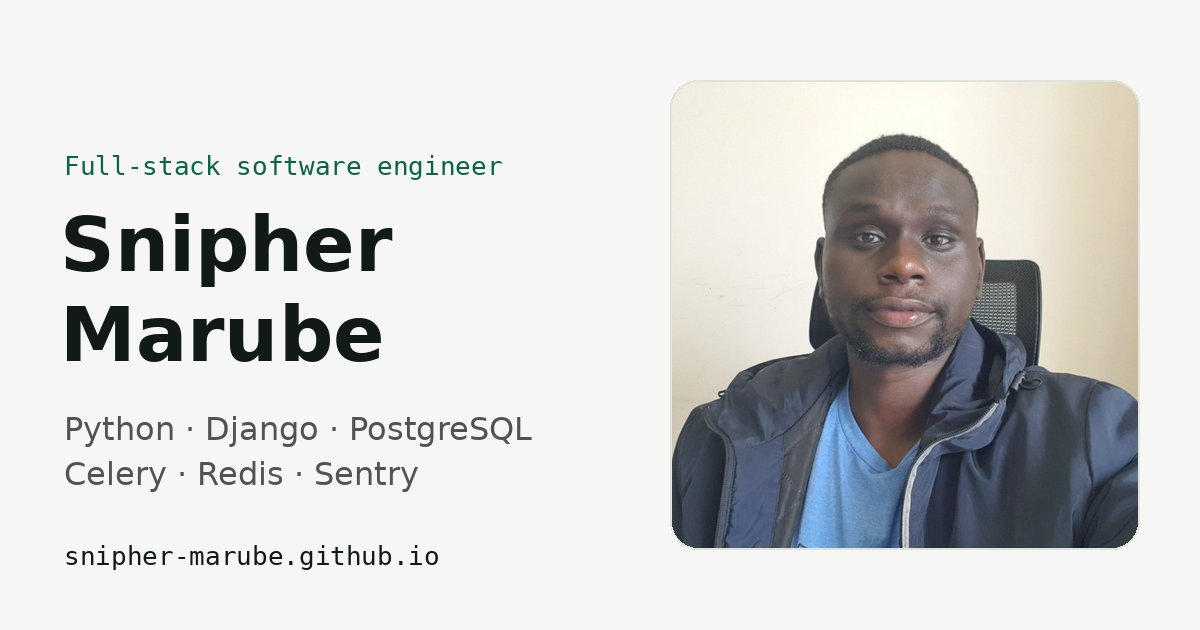 Full-stack software engineer
Snipher
Marube
Python · Django · PostgreSQL
Celery · Redis · Sentry
snipher-marube.github.io